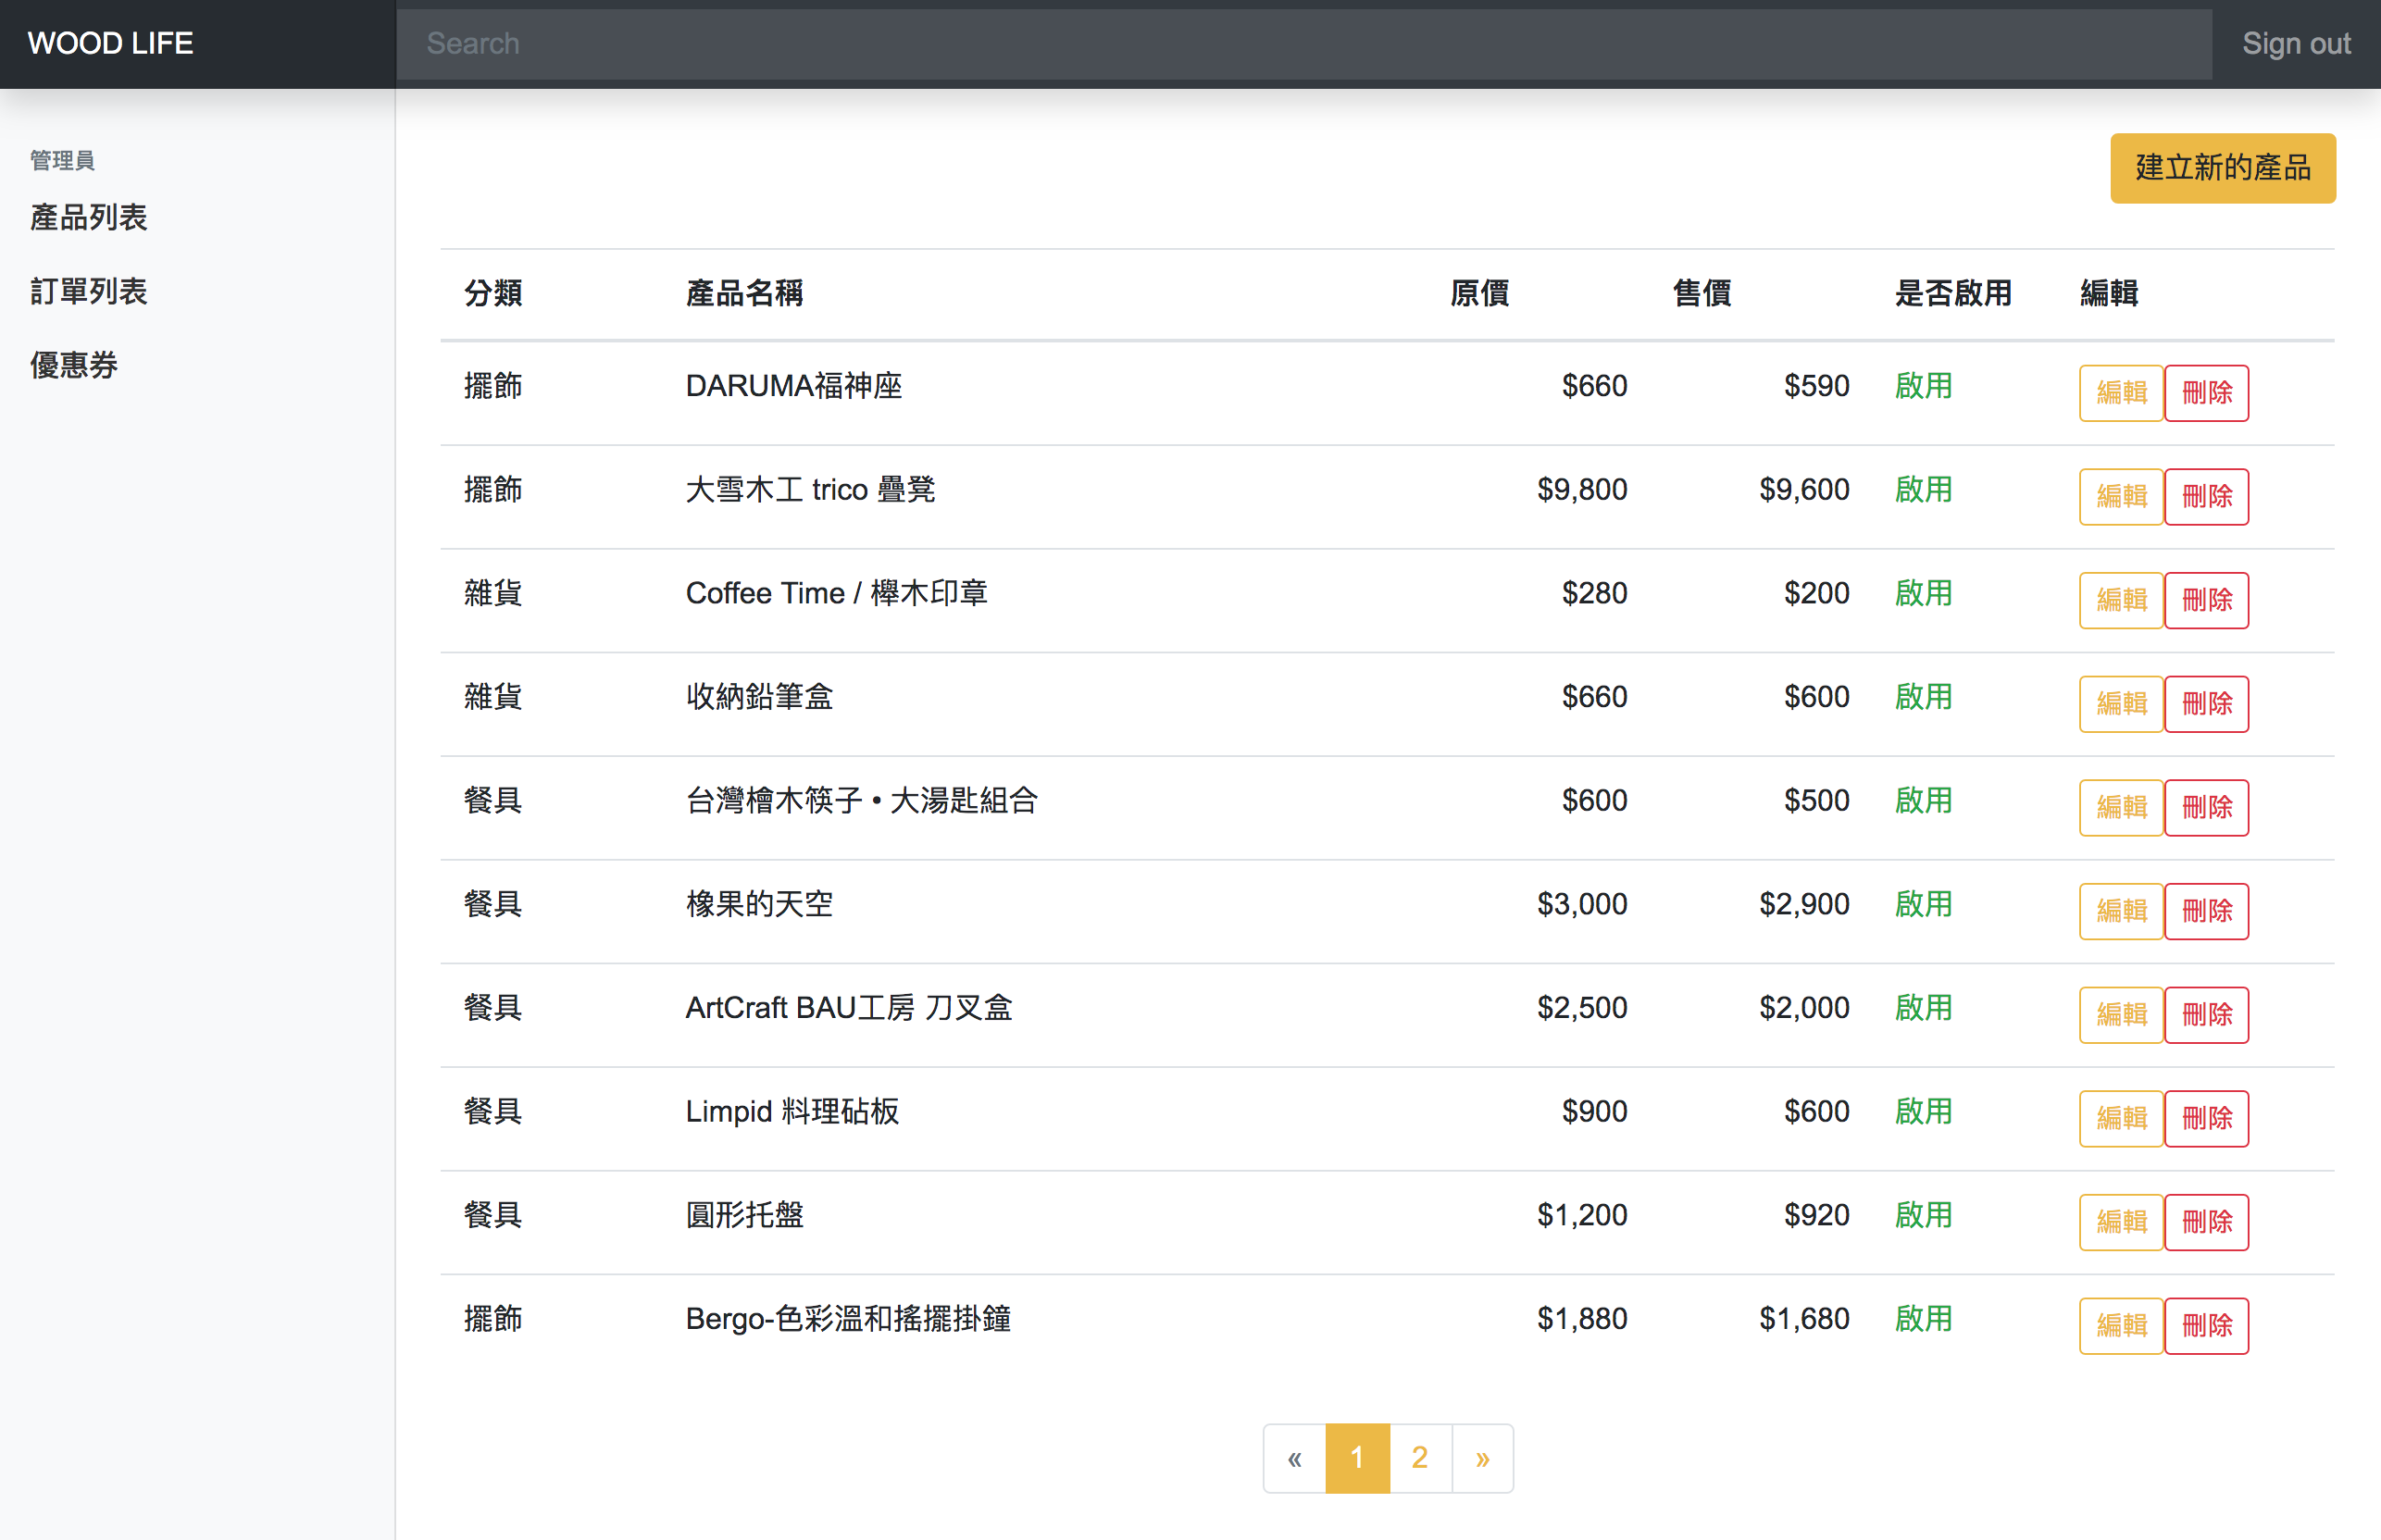 WOOD LIFE Search Sign out
管理員
產品列表
訂單列表
優惠券
建立新的產品
分類 產品名稱 原價 售價 是否啟用 編輯
擺飾 DARUMA福神座 $660 $590 啟用 編輯 刪除
擺飾 大雪木工 trico 疊凳 $9,800 $9,600 啟用 編輯 刪除
雜貨 Coffee Time / 櫸木印章 $280 $200 啟用 編輯 刪除
雜貨 收納鉛筆盒 $660 $600 啟用 編輯 刪除
餐具 台灣檜木筷子 • 大湯匙組合 $600 $500 啟用 編輯 刪除
餐具 橡果的天空 $3,000 $2,900 啟用 編輯 刪除
餐具 ArtCraft BAU工房 刀叉盒 $2,500 $2,000 啟用 編輯 刪除
餐具 Limpid 料理砧板 $900 $600 啟用 編輯 刪除
餐具 圓形托盤 $1,200 $920 啟用 編輯 刪除
擺飾 Bergo-色彩溫和搖擺掛鐘 $1,880 $1,680 啟用 編輯 刪除
« 1 2 »